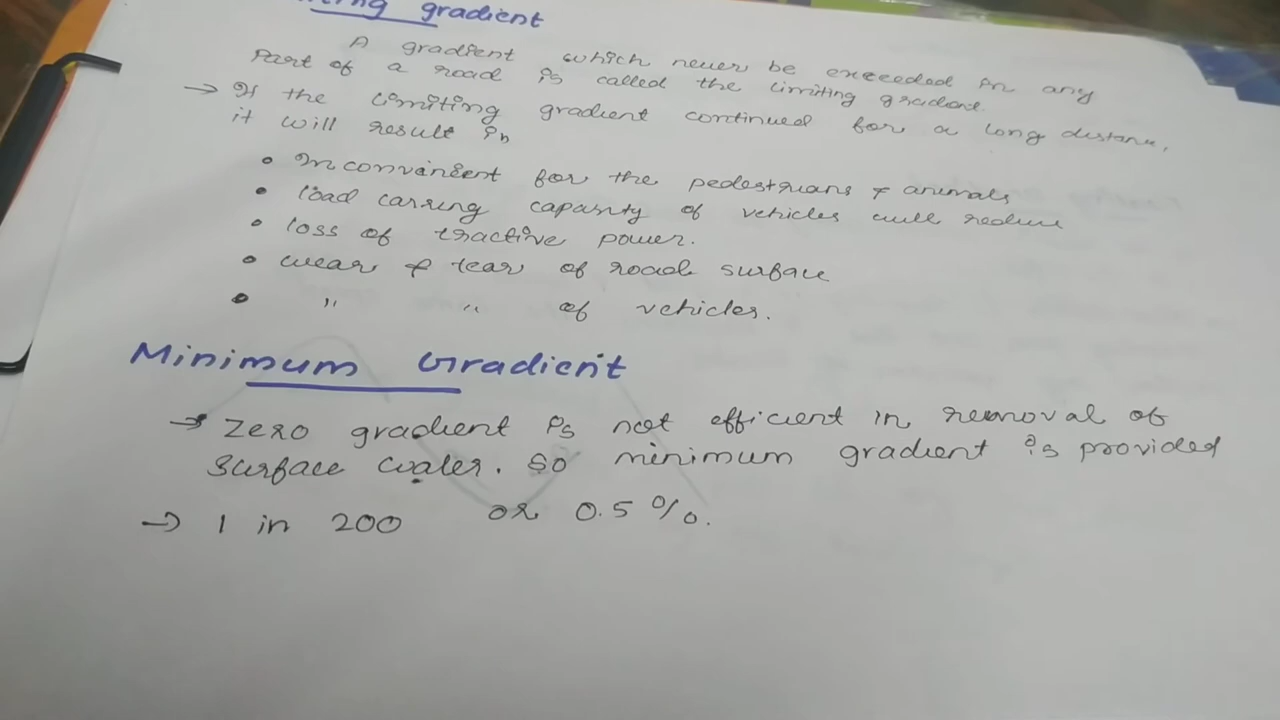 gradient
A gradient which never be exceeded in any
Part of a road is called the limiting gradient.
→ If the limiting gradient continued for a long distance,
it will result in
• Inconvinient for the pedestrians & animals
• load carring capasity of vehicles will reduce
• loss of tractive power.
• wear & tear of road surface
• " " of vehicles.
Minimum Gradient
→ Zero gradient is not efficient in removal of
surface water. so minimum gradient is provided
→ 1 in 200 or 0.5 %.